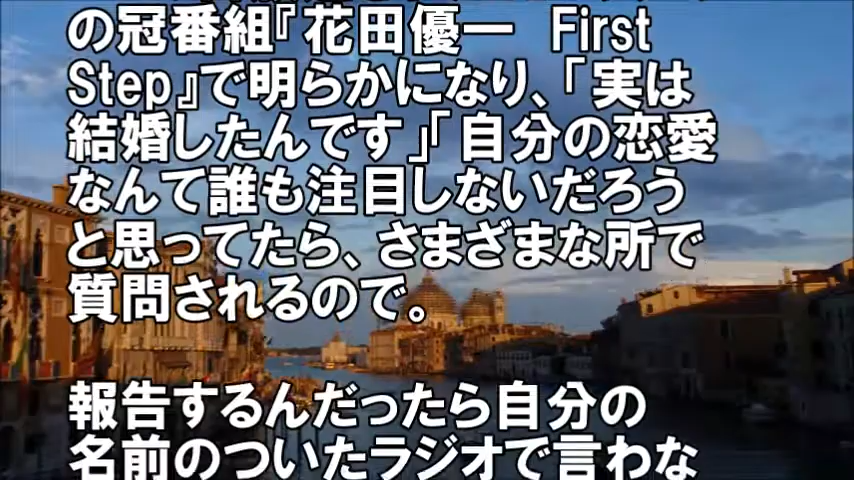 の冠番組『花田優一　First
Step』で明らかになり、「実は
結婚したんです」「自分の恋愛
なんて誰も注目しないだろう
と思ってたら、さまざまな所で
質問されるので。
報告するんだったら自分の
名前のついたラジオで言わな